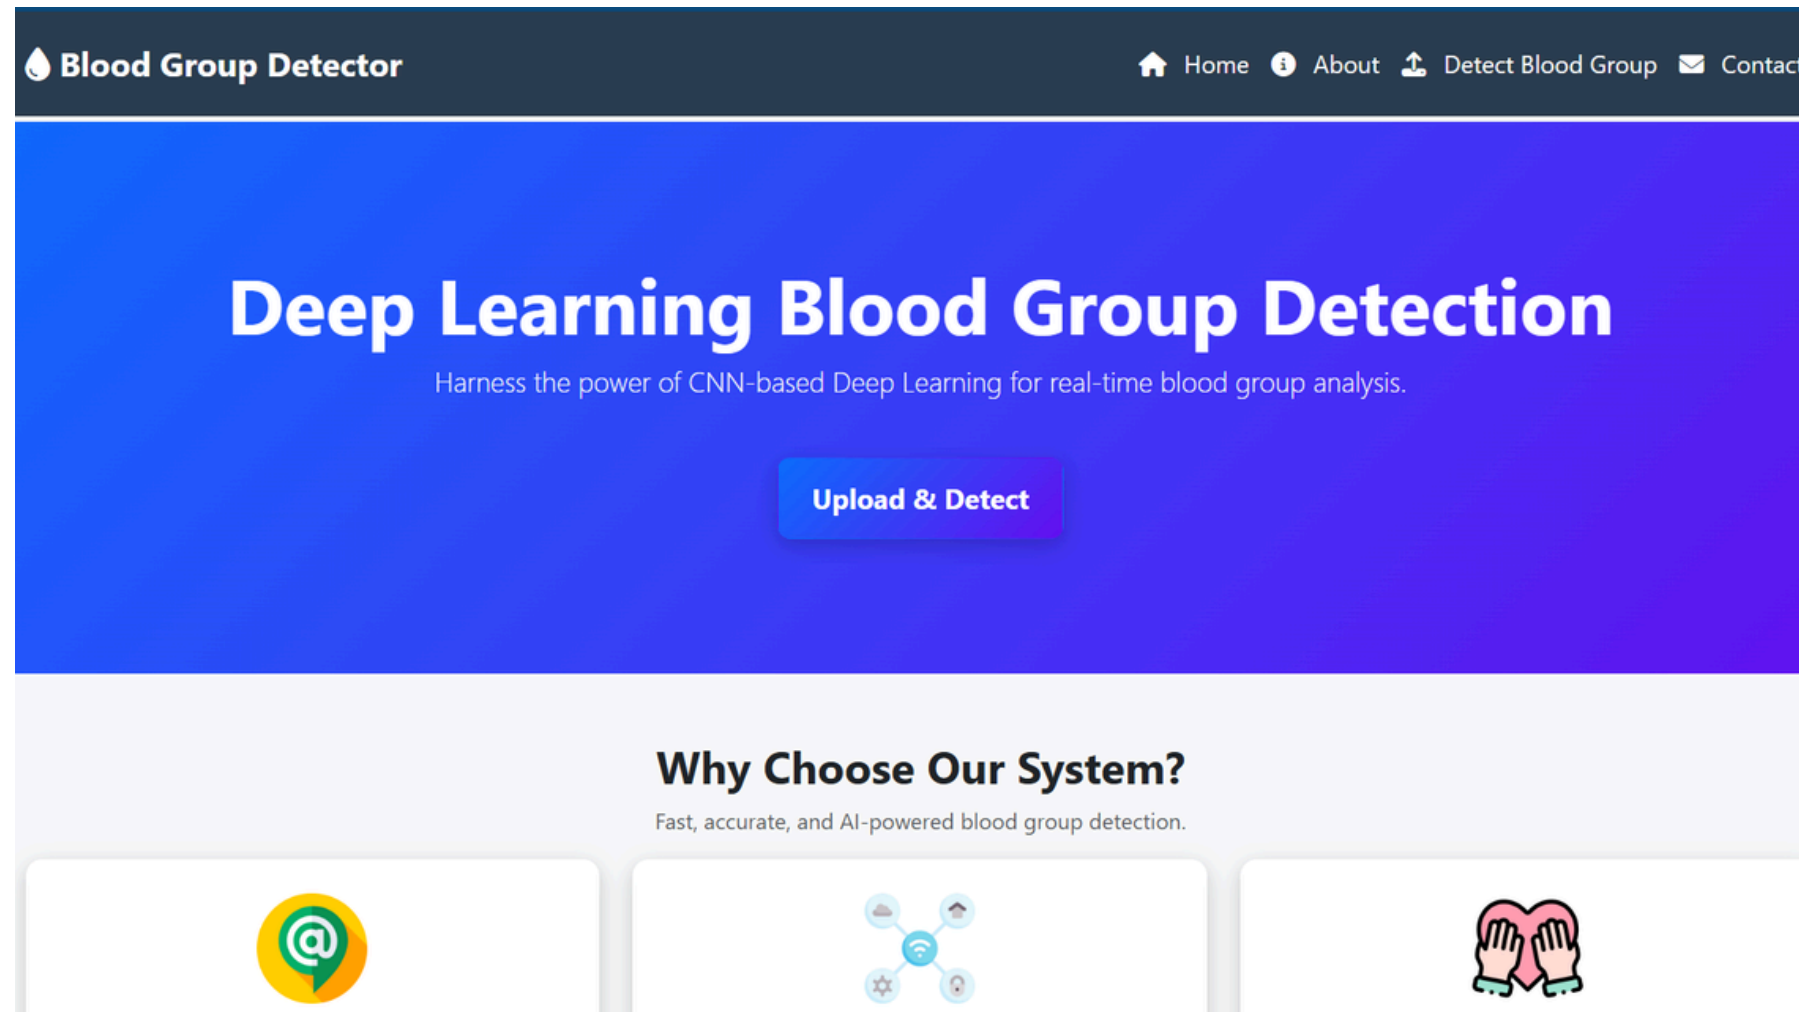 Blood Group Detector
Home About Detect Blood Group Contact
Deep Learning Blood Group Detection
Harness the power of CNN-based Deep Learning for real-time blood group analysis.
Upload & Detect
Why Choose Our System?
Fast, accurate, and AI-powered blood group detection.
@